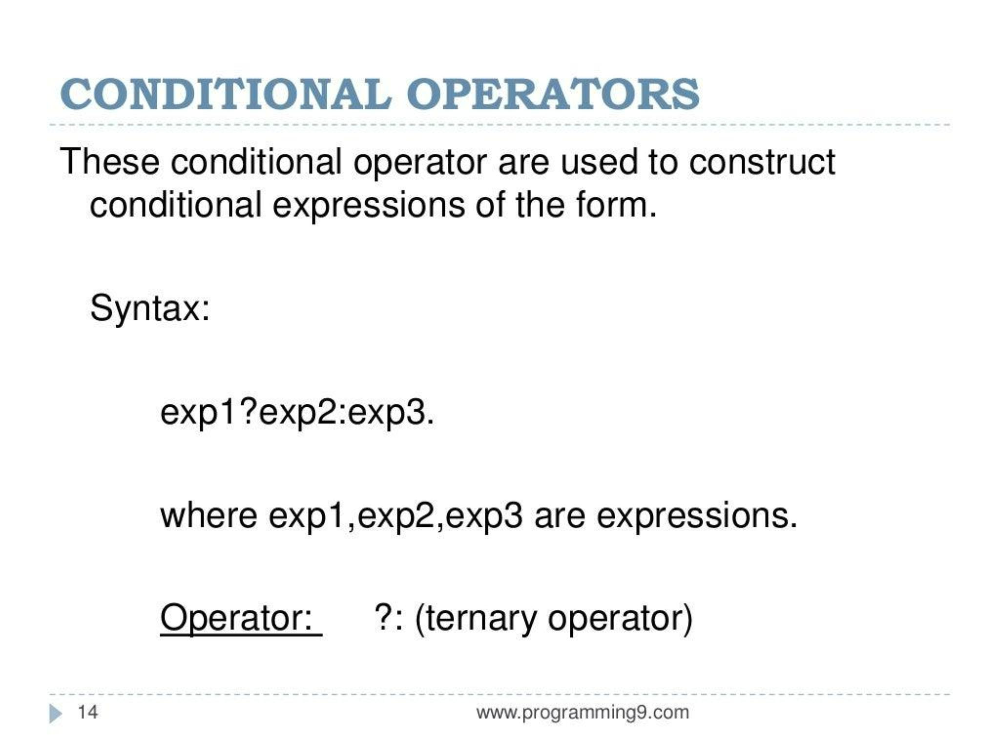 CONDITIONAL OPERATORS
These conditional operator are used to construct
conditional expressions of the form.
Syntax:
exp1?exp2:exp3.
where exp1,exp2,exp3 are expressions.
Operator: ?: (ternary operator)
14 www.programming9.com